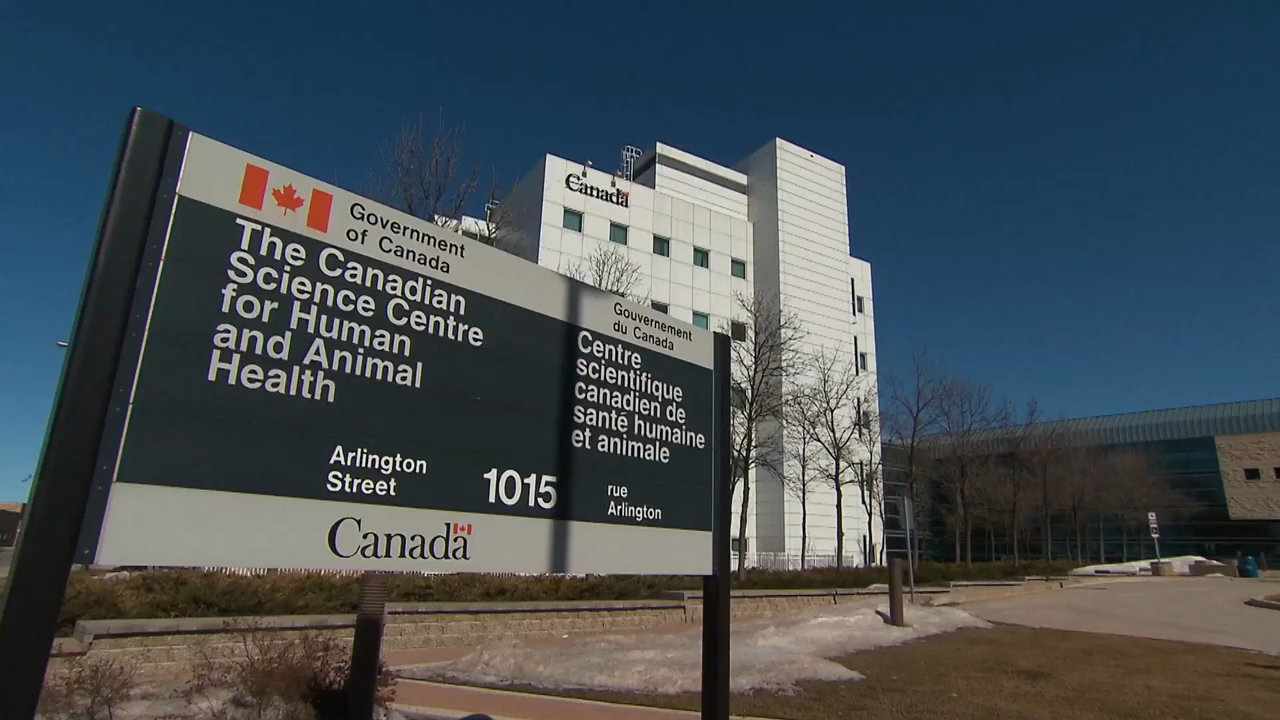 Canada
Government
of Canada
The Canadian
Science Centre
for Human
and Animal
Health
Gouvernement
du Canada
Centre
scientifique
canadien de
santé humaine
et animale
Arlington
Street
1015
rue
Arlington
Canada